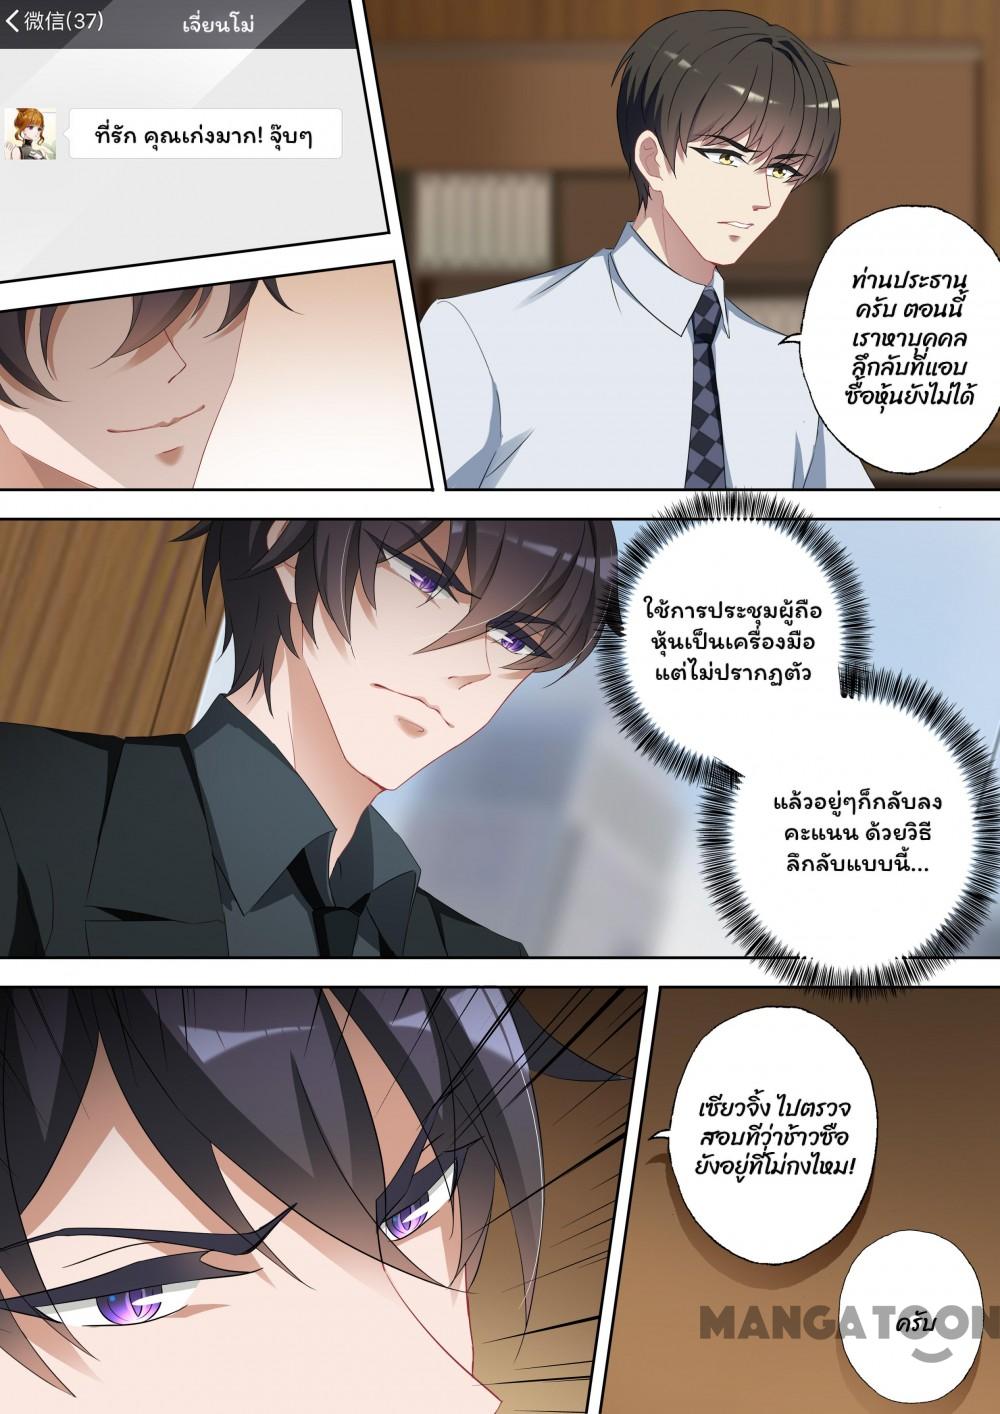 微信(37)
เจี่ยนโม่
ที่รัก คุณเก่งมาก! จุ๊บๆ
ท่านประธาน
ครับ ตอนนี้
เราหาบุคคล
ลึกลับที่แอบ
ซื้อหุ้นยังไม่ได้
ใช้การประชุมผู้ถือ
หุ้นเป็นเครื่องมือ
แต่ไม่ปรากฏตัว
แล้วอยู่ๆก็กลับลง
คะแนน ด้วยวิธี
ลึกลับแบบนี้...
เซียวจิ้ง ไปตรวจ
สอบทีว่าช้าวซือ
ยังอยู่ที่โม่กงไหม!
ครับ
MANGATOON